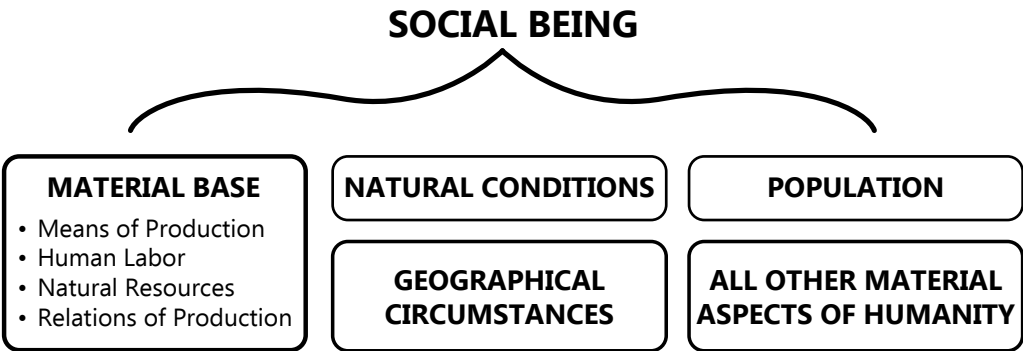 SOCIAL BEING
MATERIAL BASE
• Means of Production
• Human Labor
• Natural Resources
• Relations of Production
NATURAL CONDITIONS
GEOGRAPHICAL
CIRCUMSTANCES
POPULATION
ALL OTHER MATERIAL
ASPECTS OF HUMANITY